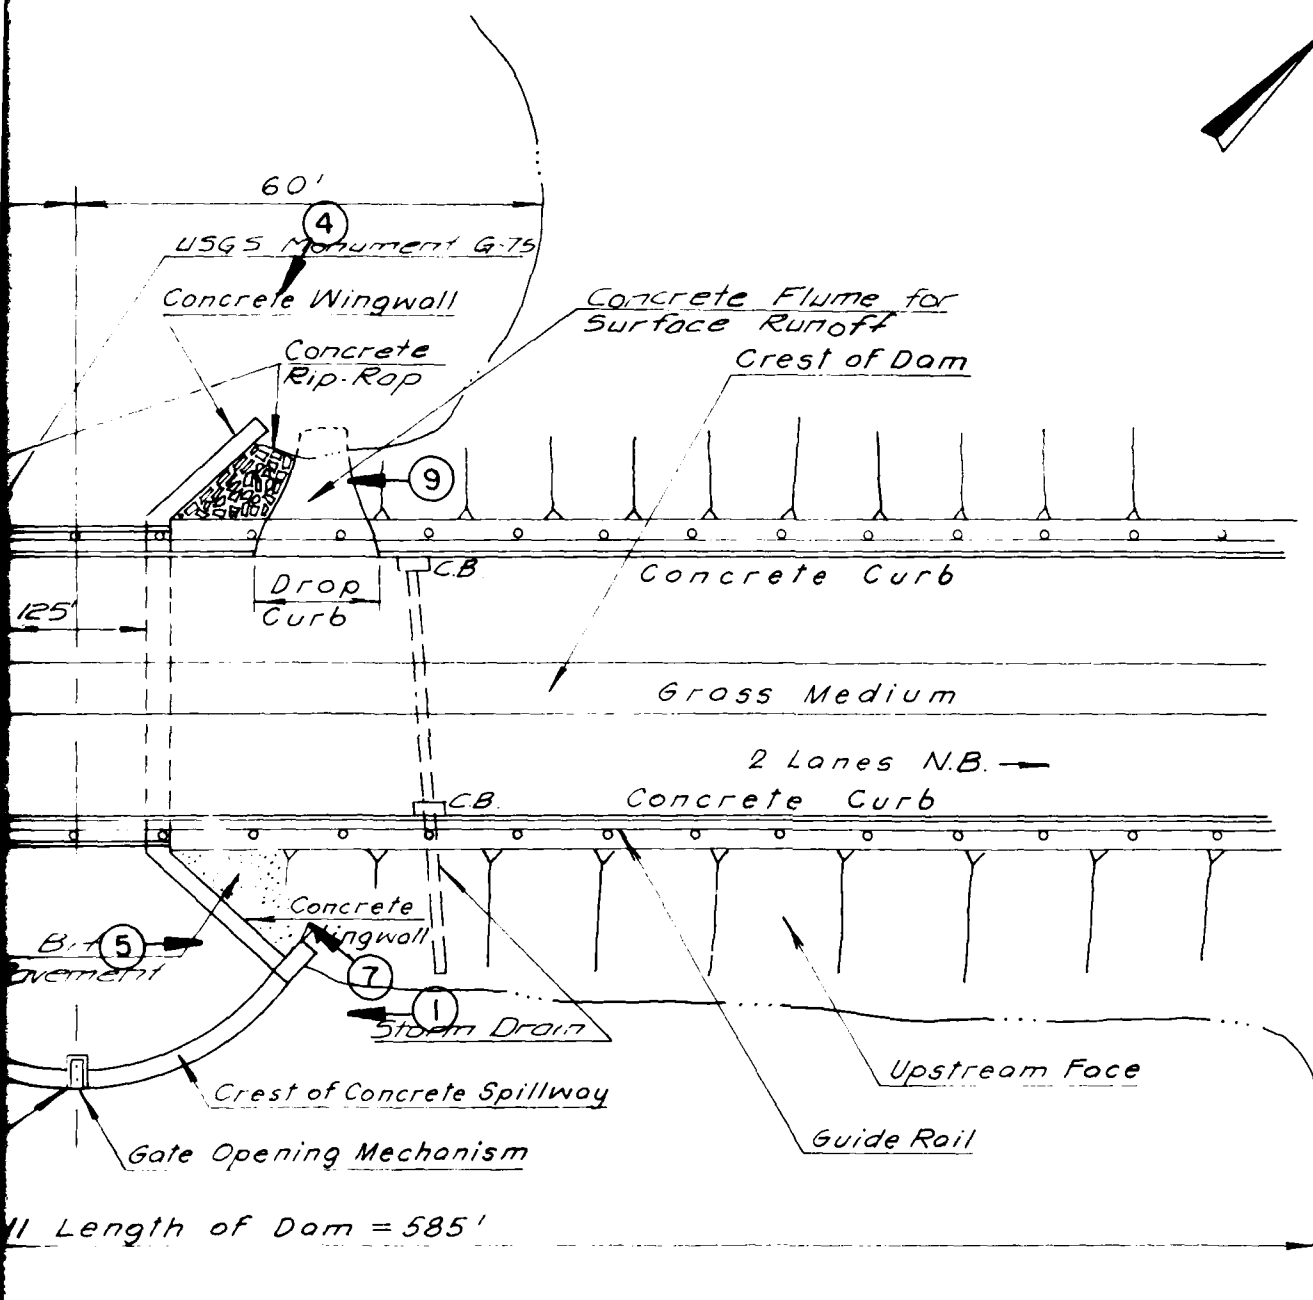 60'
4
USGS Monument G-75
Concrete Wingwall
Concrete Flume for
Surface Runoff
Concrete
Rip-Rap
Crest of Dam
9
C.B.
Concrete Curb
Drop
Curb
125'
Grass Medium
2 Lanes N.B.
C.B.
Concrete Curb
Concrete
Wingwall
5
7
1
Storm Drain
Upstream Face
Crest of Concrete Spillway
Guide Rail
Gate Opening Mechanism
Length of Dam = 585'